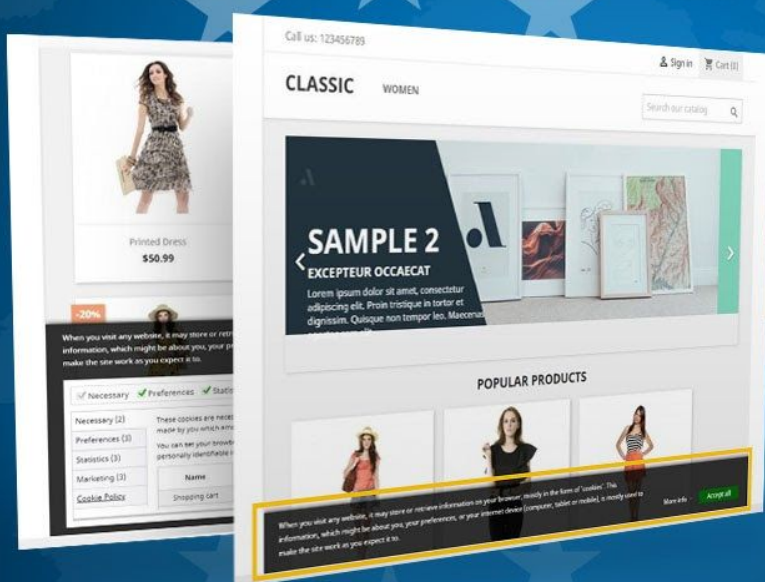 Printed Dress
$50.99
-20%
When you visit any website, it may store or retri
information, which might be about you, your pr
make the site work as you expect it to.
Necessary Preferences Statis
Necessary (2)
Preferences (3)
Statistics (3)
Marketing (3)
Cookie Policy
These cookies are neces
made by you which amo
You can set your brows
personally identifiable i
Name
Shopping cart
Call us: 123456789
Sign in Cart (0)
CLASSIC WOMEN
Search our catalog
SAMPLE 2
EXCEPTEUR OCCAECAT
Lorem ipsum dolor sit amet, consectetur
adipiscing elit. Proin tristique in tortor et
dignissim. Quisque non tempor leo. Maecenas
POPULAR PRODUCTS
When you visit any website, it may store or retrieve information on your browser, mostly in the form of 'cookies'. This
information, which might be about you, your preferences, or your internet device (computer, tablet or mobile), is mostly used to
make the site work as you expect it to.
More info
Accept all